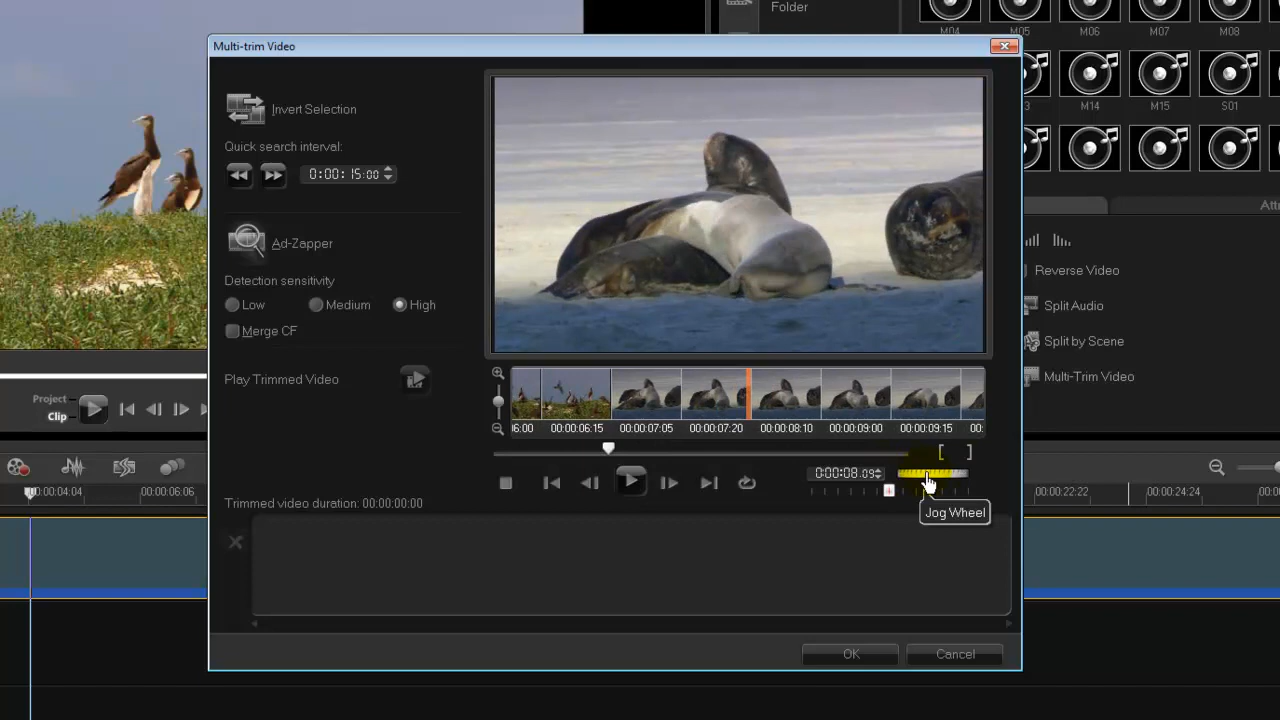 Folder
M04 M05 M06 M07 M08
Multi-trim Video
Invert Selection
3 M14 M15 S01
Quick search interval:
0:00:15:00
Ad-Zapper
Attr
Detection sensitivity
Reverse Video
Low Medium High
Split Audio
Merge CF
Split by Scene
Play Trimmed Video
Multi-Trim Video
Project
Clip
6:00 00:00:06:15 00:00:07:05 00:00:07:20 00:00:08:10 00:00:09:00 00:00:09:15 00:
[ ]
0:00:08.09
00:00:04:04 00:00:06:06
00:00:22:22 00:00:24:24
Trimmed video duration: 00:00:00:00
Jog Wheel
OK Cancel